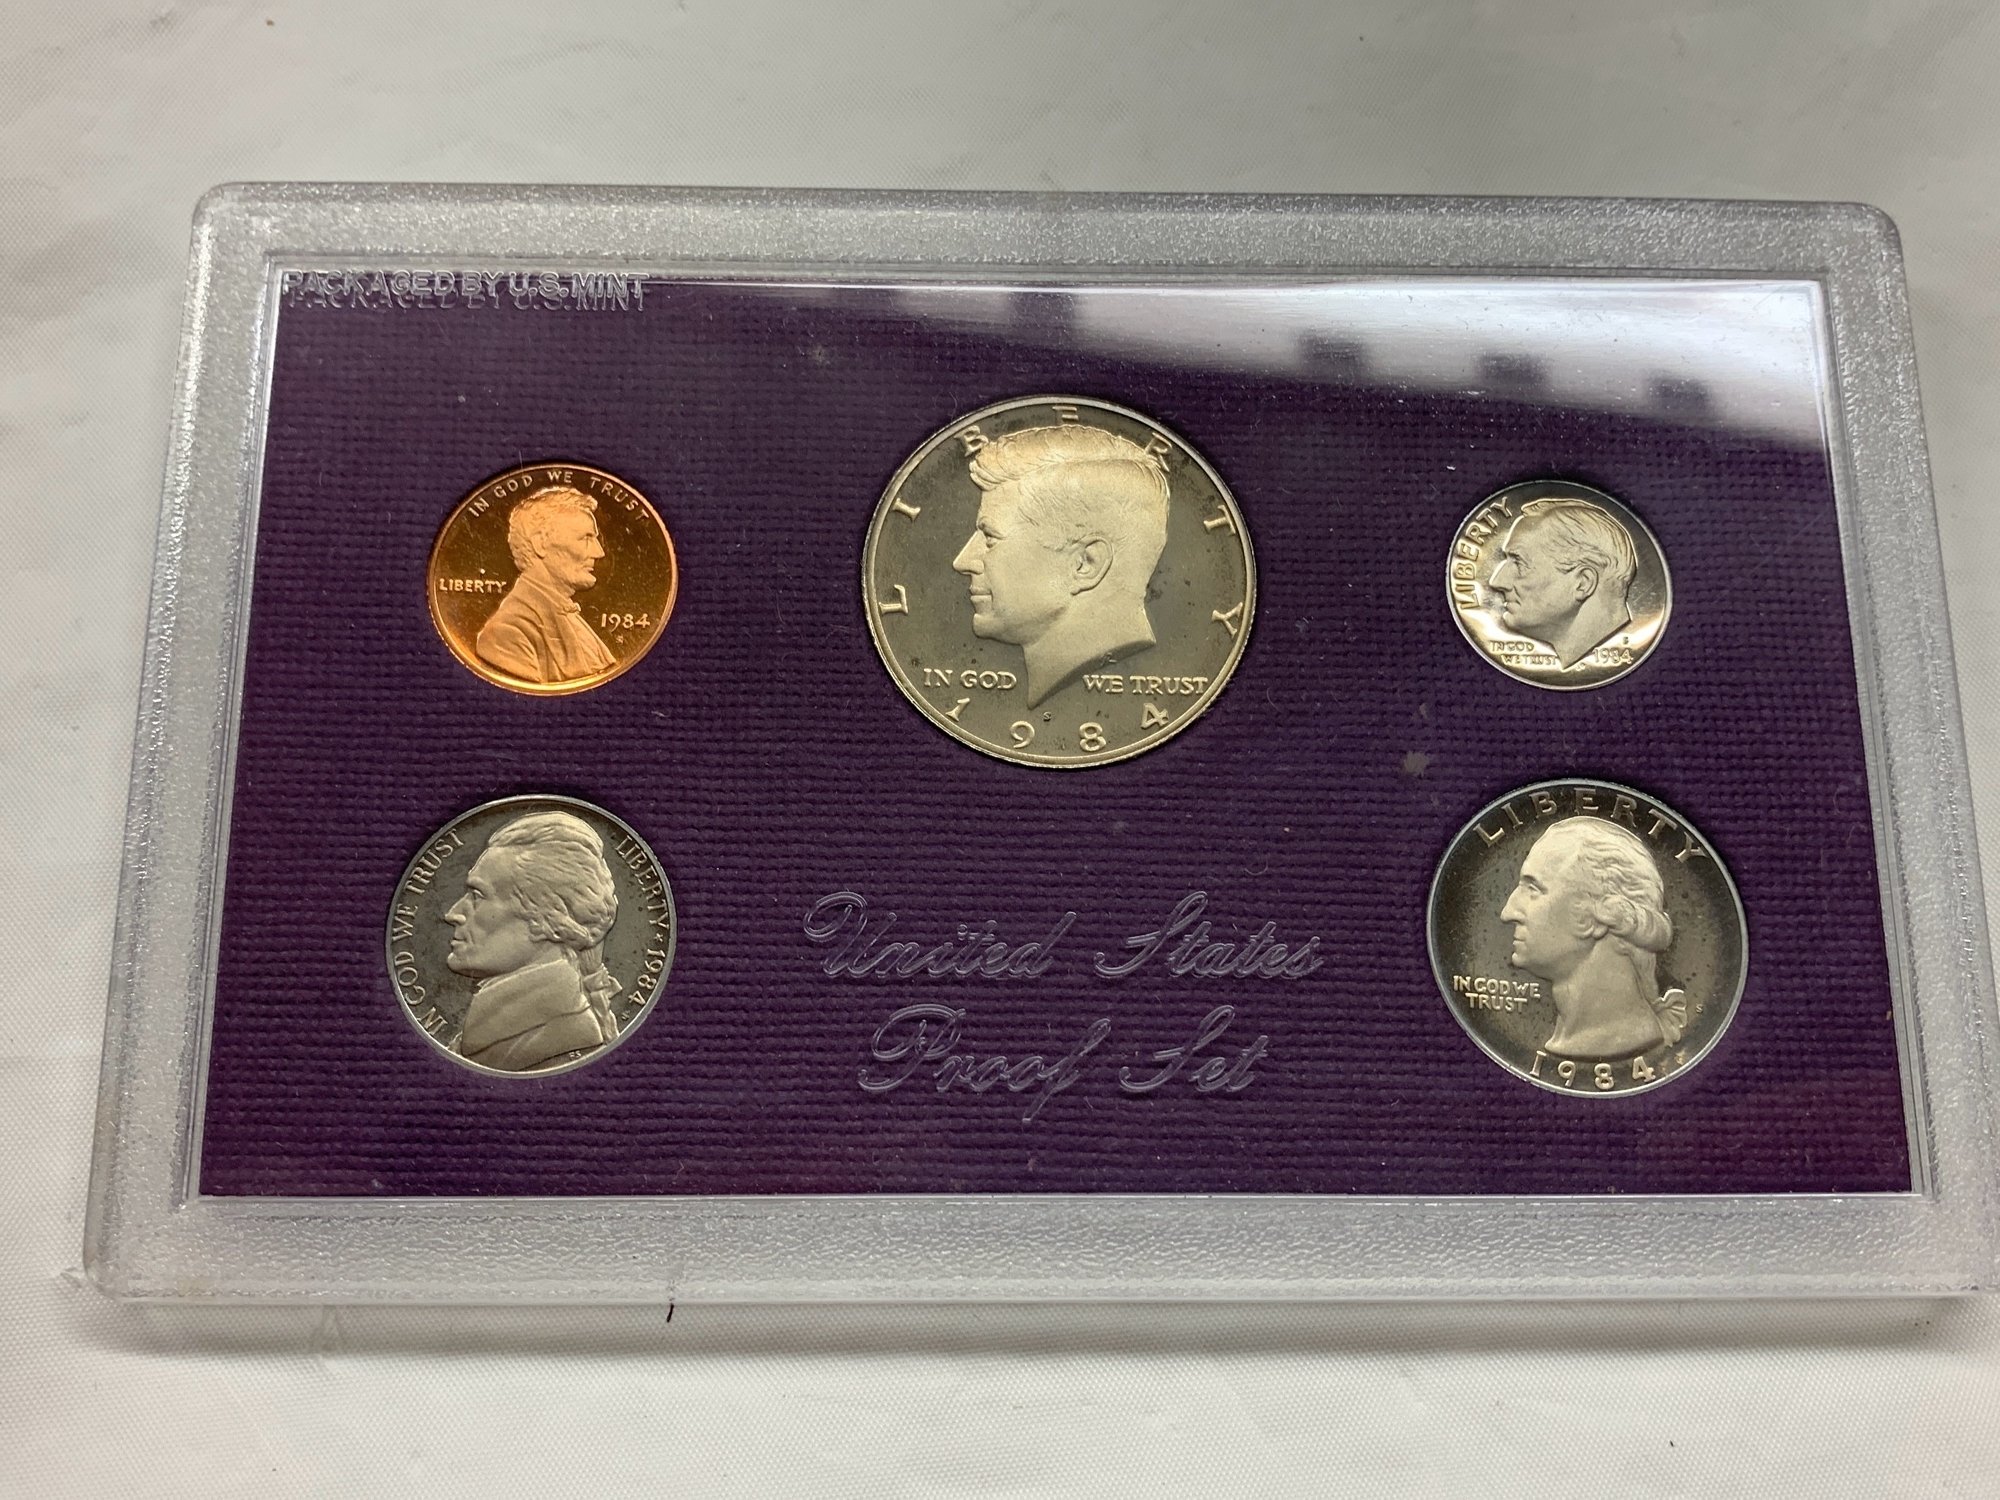 PACKAGED BY U.S. MINT
IN GOD WE TRUST
LIBERTY
1984
S
LIBERTY
IN GOD WE TRUST
S
1984
LIBERTY
S
IN GOD
WE TRUST 1984
IN GOD WE TRUST
LIBERTY ★ 1984
S
FS
United States
Proof Set
LIBERTY
IN GOD WE
TRUST
S
1984